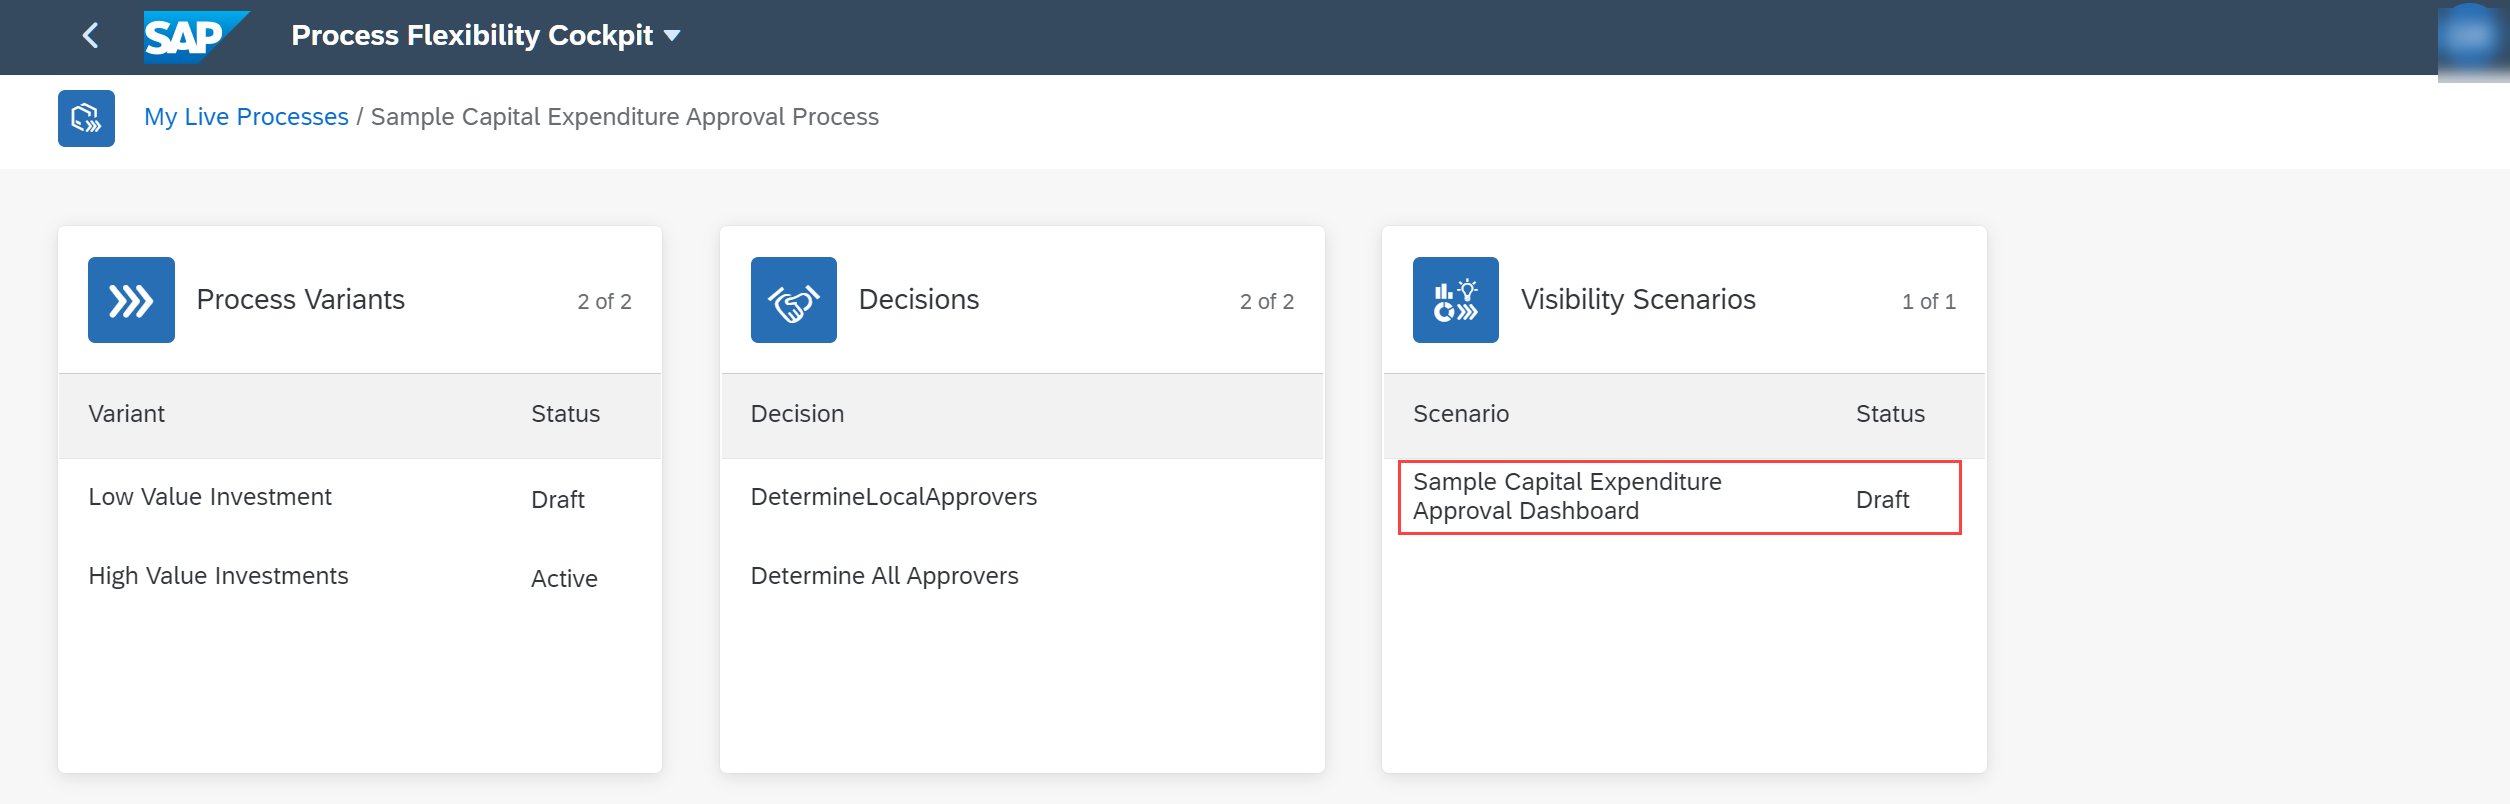 SAP Process Flexibility Cockpit
My Live Processes / Sample Capital Expenditure Approval Process
Process Variants 2 of 2
Variant Status
Low Value Investment Draft
High Value Investments Active
Decisions 2 of 2
Decision
DetermineLocalApprovers
Determine All Approvers
Visibility Scenarios 1 of 1
Scenario Status
Sample Capital Expenditure
Approval Dashboard Draft